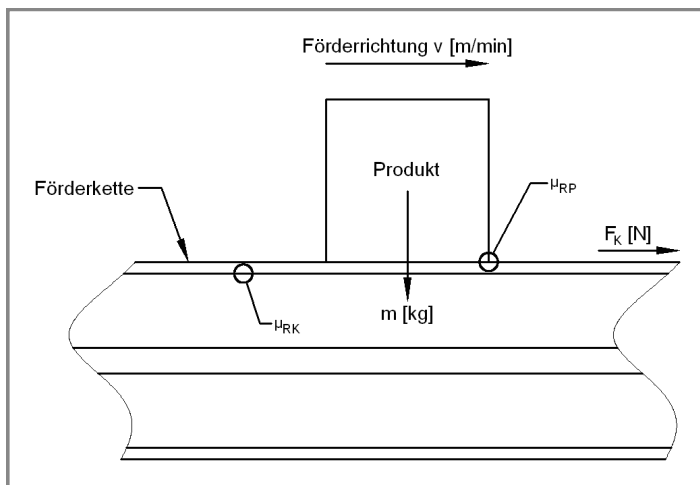 Förderrichtung v [m/min]
Produkt
μRP
Förderkette
FK [N]
m [kg]
μRK